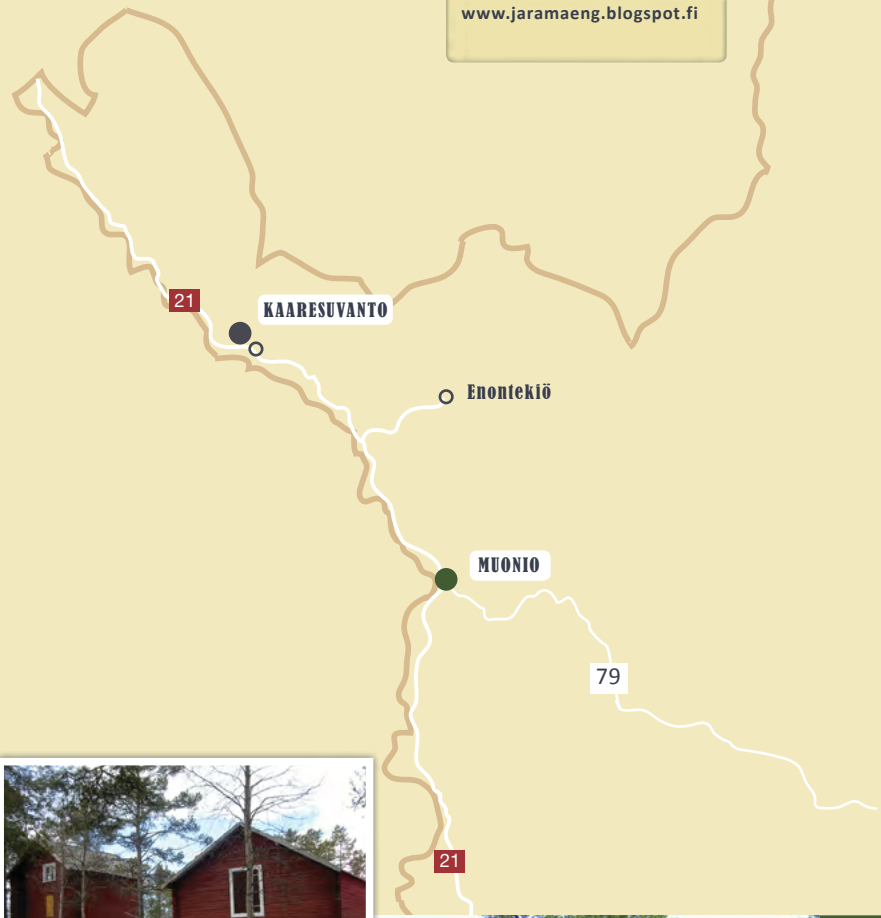 www.jaramaeng.blogspot.fi
21
KAARESUVANTO
Enontekiö
MUONIO
79
21